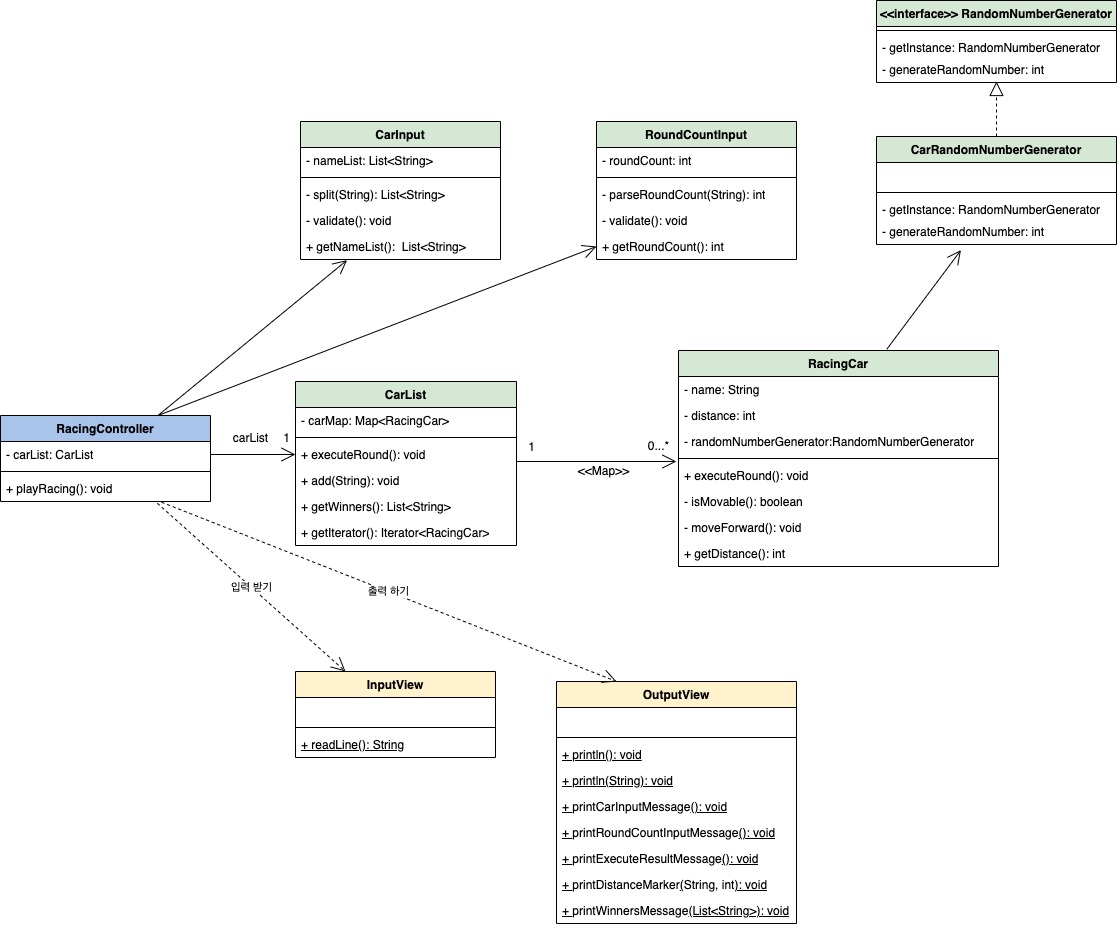 <<interface>> RandomNumberGenerator
- getInstance: RandomNumberGenerator
- generateRandomNumber: int
CarInput
- nameList: List<String>
- split(String): List<String>
- validate(): void
+ getNameList():  List<String>
RoundCountInput
- roundCount: int
- parseRoundCount(String): int
- validate(): void
+ getRoundCount(): int
CarRandomNumberGenerator
- getInstance: RandomNumberGenerator
- generateRandomNumber: int
RacingController
- carList: CarList
+ playRacing(): void
carList
1
CarList
- carMap: Map<RacingCar>
+ executeRound(): void
+ add(String): void
+ getWinners(): List<String>
+ getIterator(): Iterator<RacingCar>
1
0...*
<<Map>>
RacingCar
- name: String
- distance: int
- randomNumberGenerator:RandomNumberGenerator
+ executeRound(): void
- isMovable(): boolean
- moveForward(): void
+ getDistance(): int
입력 받기
출력 하기
InputView
+ readLine(): String
OutputView
+ println(): void
+ println(String): void
+ printCarInputMessage(): void
+ printRoundCountInputMessage(): void
+ printExecuteResultMessage(): void
+ printDistanceMarker(String, int): void
+ printWinnersMessage(List<String>): void